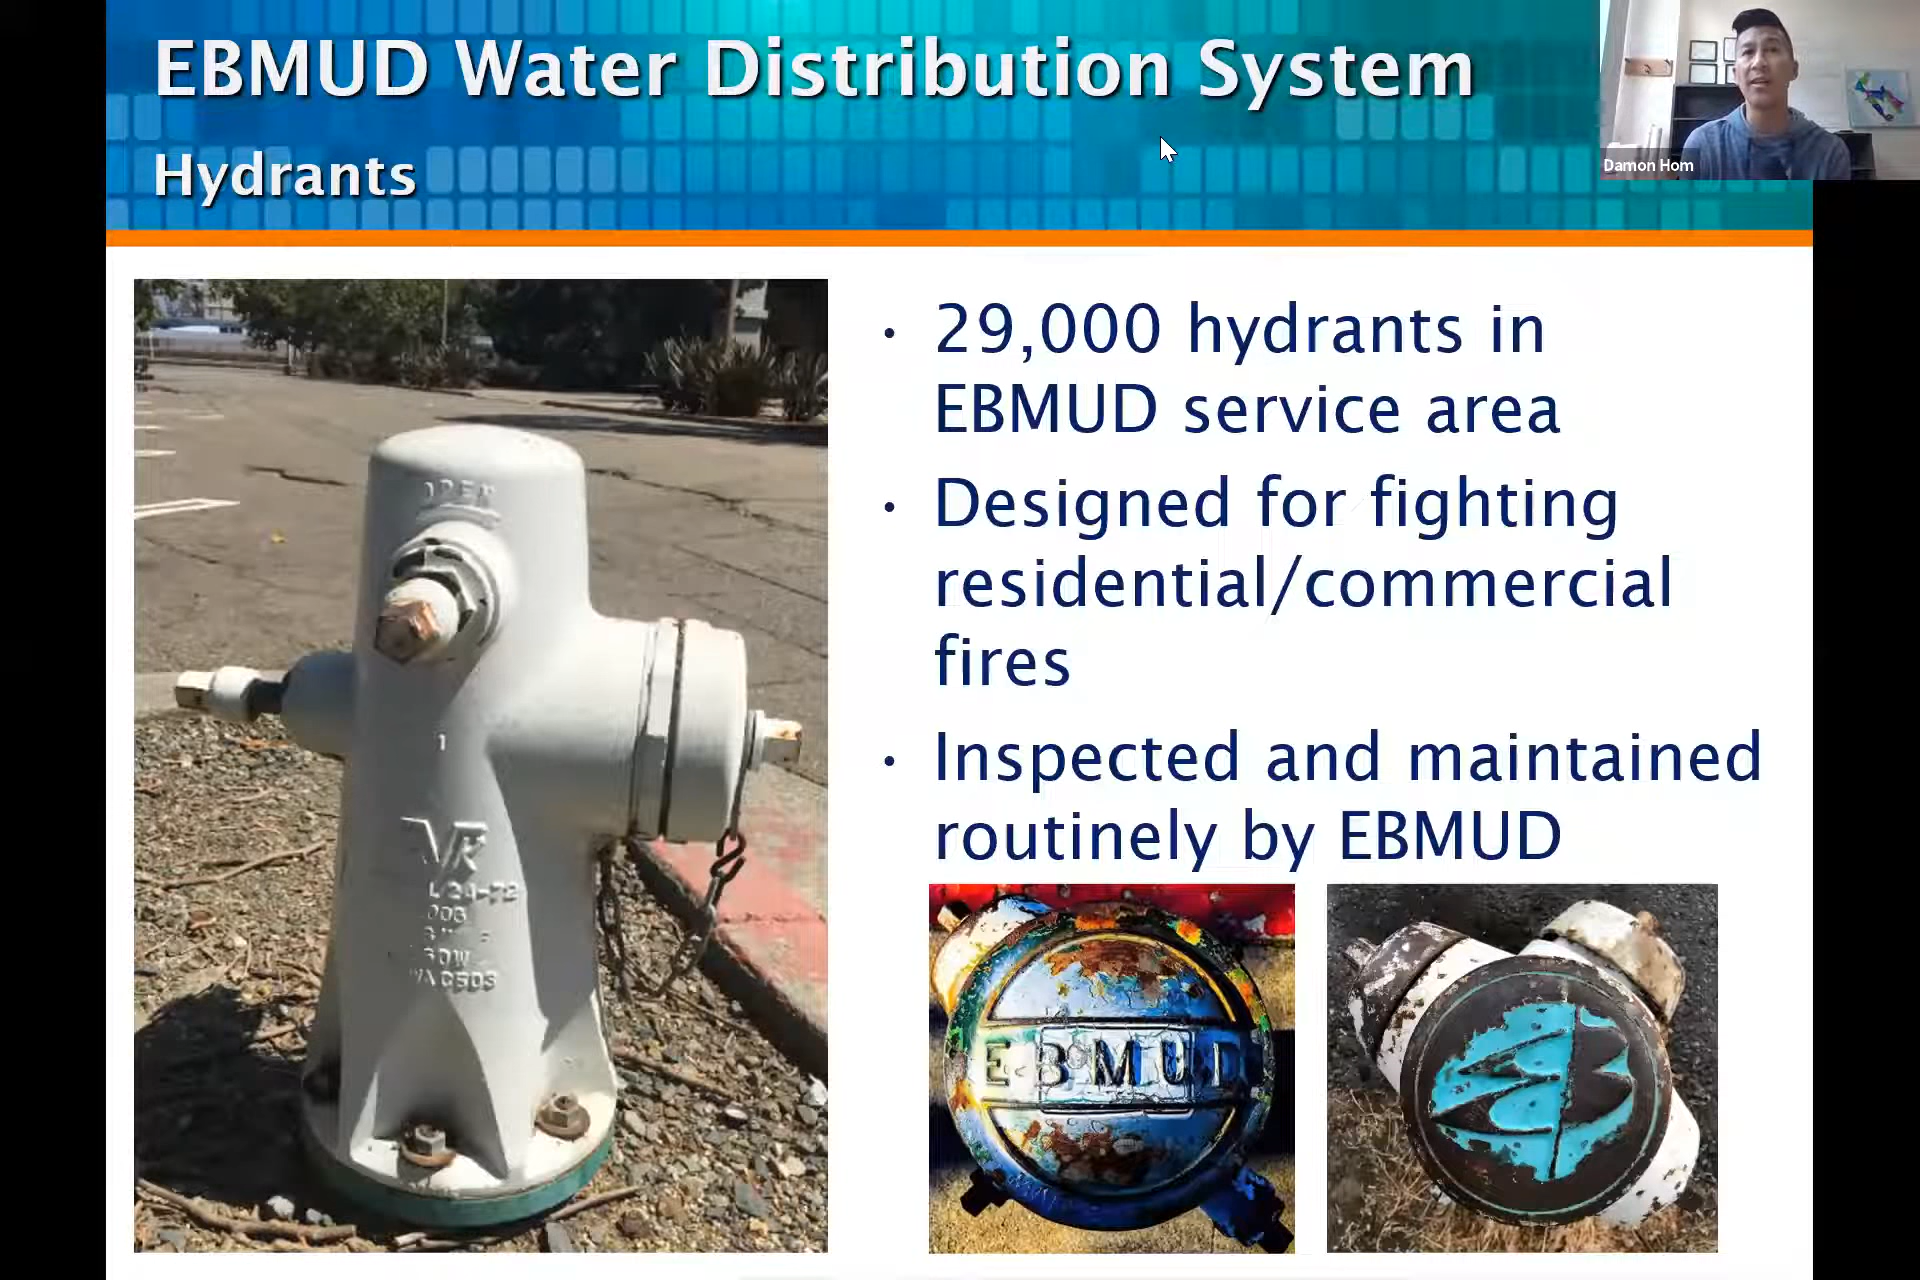 EBMUD Water Distribution System
Hydrants
Damon Hom
• 29,000 hydrants in
EBMUD service area
• Designed for fighting
residential/commercial
fires
• Inspected and maintained
routinely by EBMUD
OPEN
1
EBMUD